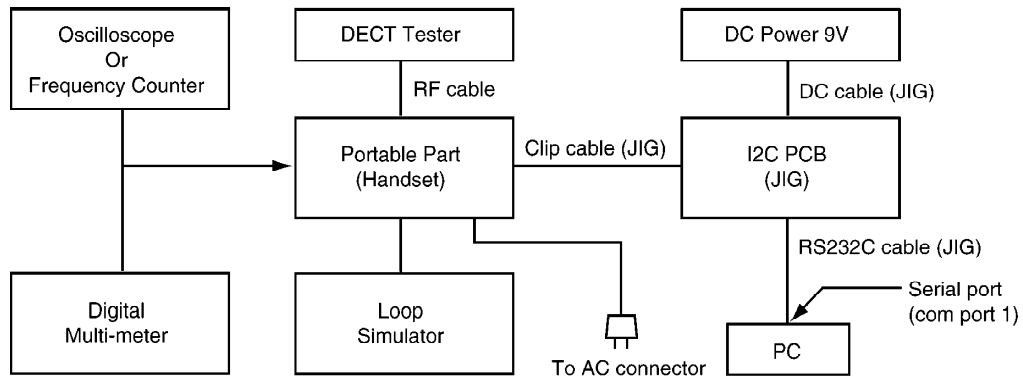 Oscilloscope
Or
Frequency Counter
DECT Tester
DC Power 9V
RF cable
DC cable (JIG)
Portable Part
(Handset)
Clip cable (JIG)
I2C PCB
(JIG)
RS232C cable (JIG)
Digital
Multi-meter
Loop
Simulator
Serial port
(com port 1)
To AC connector
PC